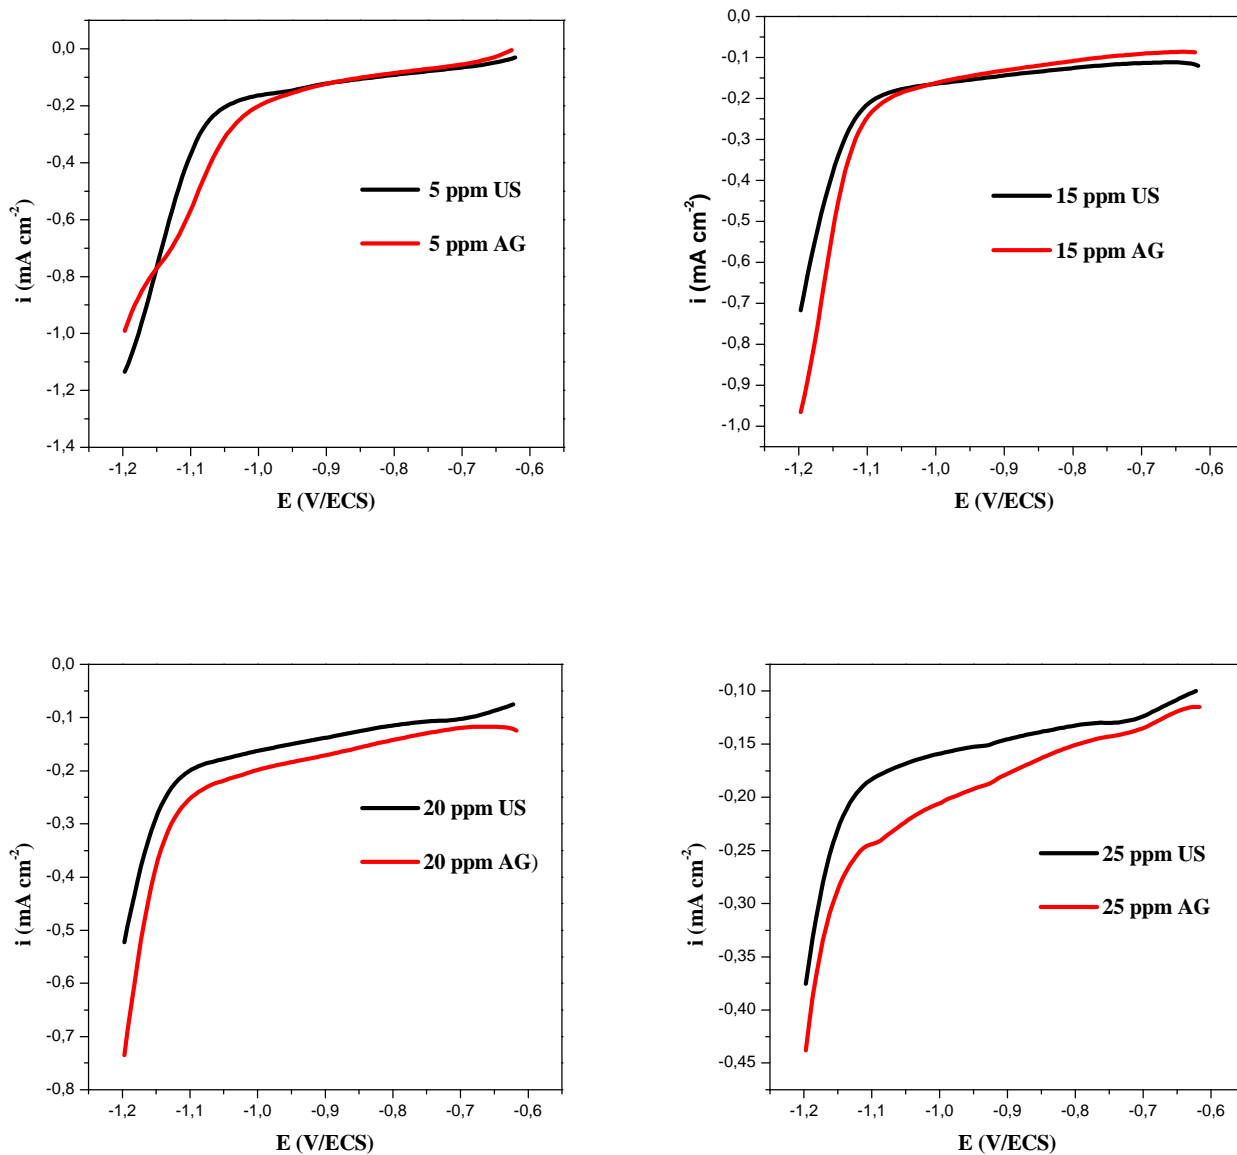 0,0
-0,2
-0,4
-0,6
-0,8
-1,0
-1,2
-1,4
i (mA cm-2)
5 ppm US
5 ppm AG
-1,2 -1,1 -1,0 -0,9 -0,8 -0,7 -0,6
E (V/ECS)
0,0
-0,1
-0,2
-0,3
-0,4
-0,5
-0,6
-0,7
-0,8
-0,9
-1,0
i (mA cm-2)
15 ppm US
15 ppm AG
-1,2 -1,1 -1,0 -0,9 -0,8 -0,7 -0,6
E (V/ECS)
0,0
-0,1
-0,2
-0,3
-0,4
-0,5
-0,6
-0,7
-0,8
i (mA cm-2)
20 ppm US
20 ppm AG)
-1,2 -1,1 -1,0 -0,9 -0,8 -0,7 -0,6
E (V/ECS)
-0,10
-0,15
-0,20
-0,25
-0,30
-0,35
-0,40
-0,45
i (mA cm-2)
25 ppm US
25 ppm AG
-1,2 -1,1 -1,0 -0,9 -0,8 -0,7 -0,6
E (V/ECS)